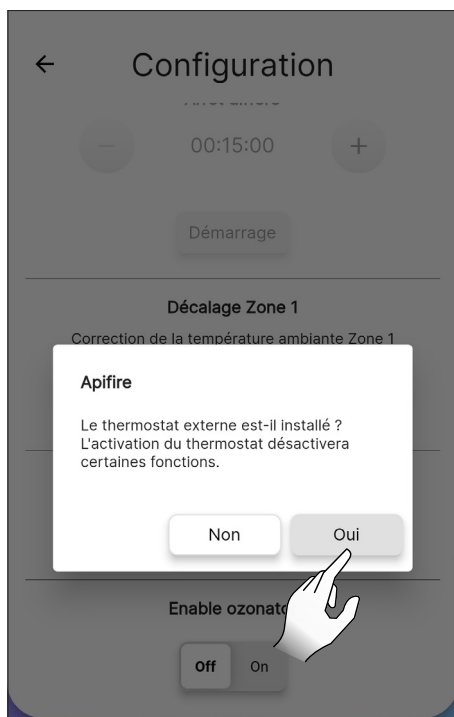 Configuration
00:15:00
Démarrage
Décalage Zone 1
Correction de la température ambiante Zone 1
Apifire
Le thermostat externe est-il installé ?
L'activation du thermostat désactivera
certaines fonctions.
Non Oui
Enable
Off On